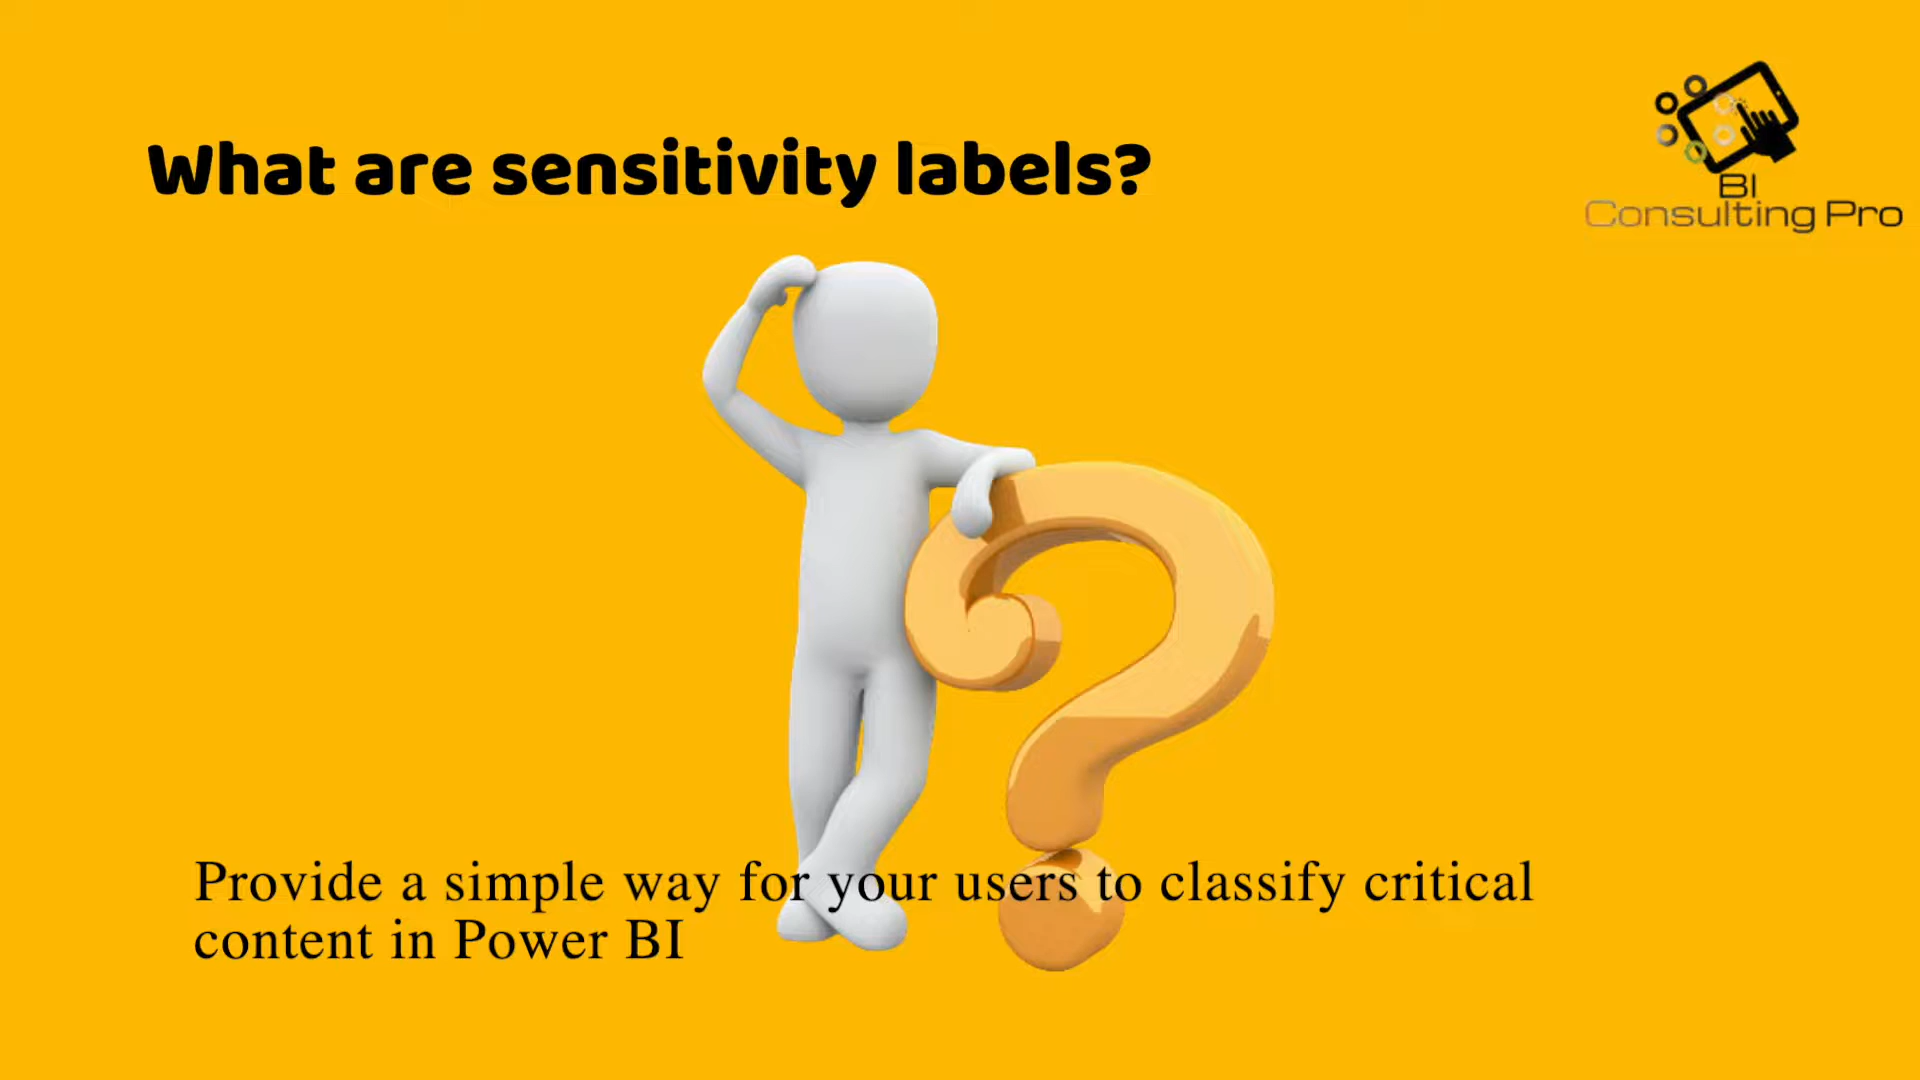 What are sensitivity labels?
BI
Consulting Pro
Provide a simple way for your users to classify critical
content in Power BI